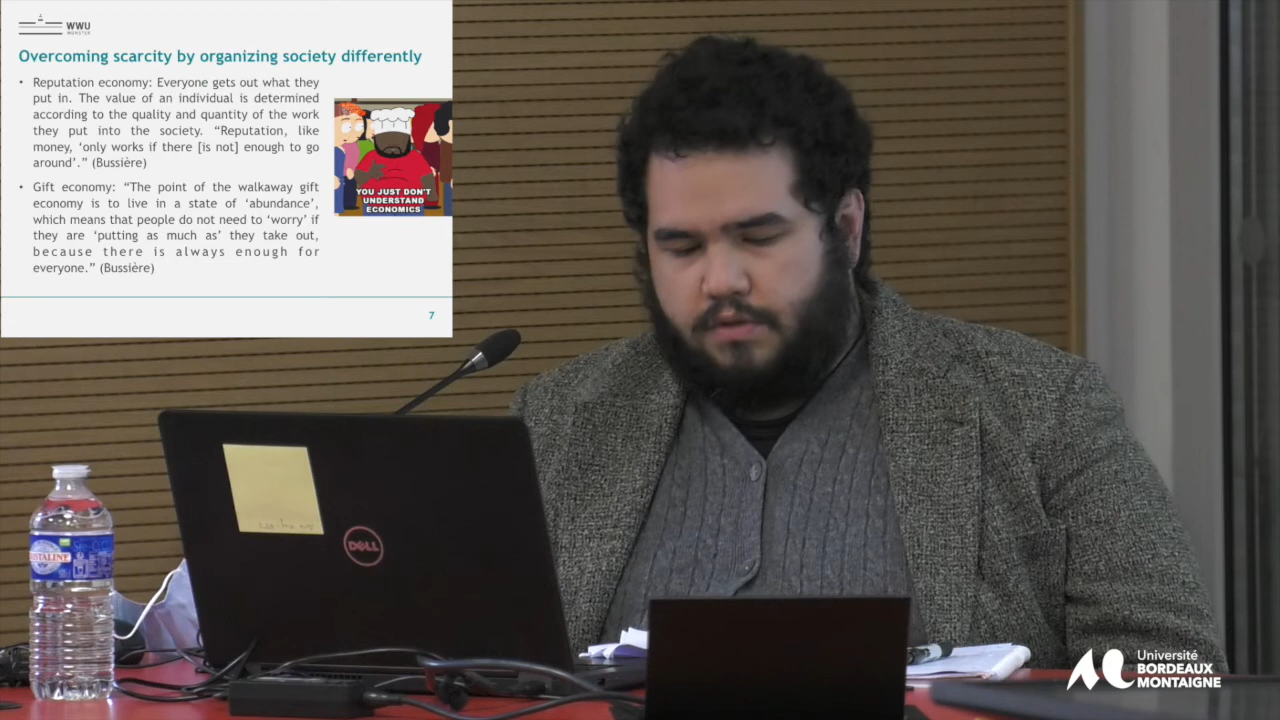 WWU
MÜNSTER
Overcoming scarcity by organizing society differently
• Reputation economy: Everyone gets out what they
put in. The value of an individual is determined
according to the quality and quantity of the work
they put into the society. “Reputation, like
money, ‘only works if there [is not] enough to go
around’.” (Bussière)
• Gift economy: “The point of the walkaway gift
economy is to live in a state of ‘abundance’,
which means that people do not need to ‘worry’ if
they are ‘putting as much as’ they take out,
because there is always enough for
everyone.” (Bussière)
YOU JUST DON'T
UNDERSTAND
ECONOMICS
7
DELL
Université
BORDEAUX
MONTAIGNE